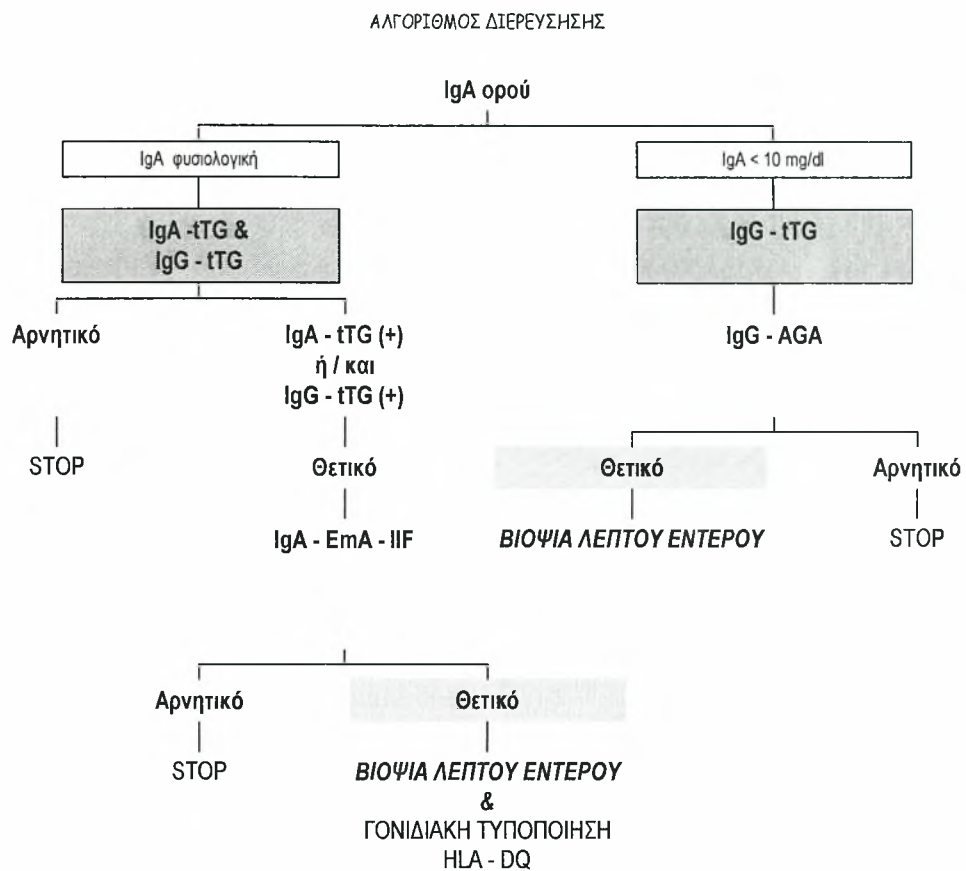 ΑΛΓΟΡΙΘΜΟΣ ΔΙΕΡΕΥΣΗΣΗΣ
IgA ορού
IgA φυσιολογική
IgA < 10 mg/dl
IgA -tTG &
IgG - tTG
IgG - tTG
Αρνητικό
IgA - tTG (+)
ή / και
IgG - tTG (+)
IgG - AGA
STOP
Θετικό
Θετικό
Αρνητικό
IgA - EmA - IIF
ΒΙΟΨΙΑ ΛΕΠΤΟΥ ΕΝΤΕΡΟΥ
STOP
Αρνητικό
Θετικό
STOP
ΒΙΟΨΙΑ ΛΕΠΤΟΥ ΕΝΤΕΡΟΥ
&
ΓΟΝΙΔΙΑΚΗ ΤΥΠΟΠΟΙΗΣΗ
HLA - DQ